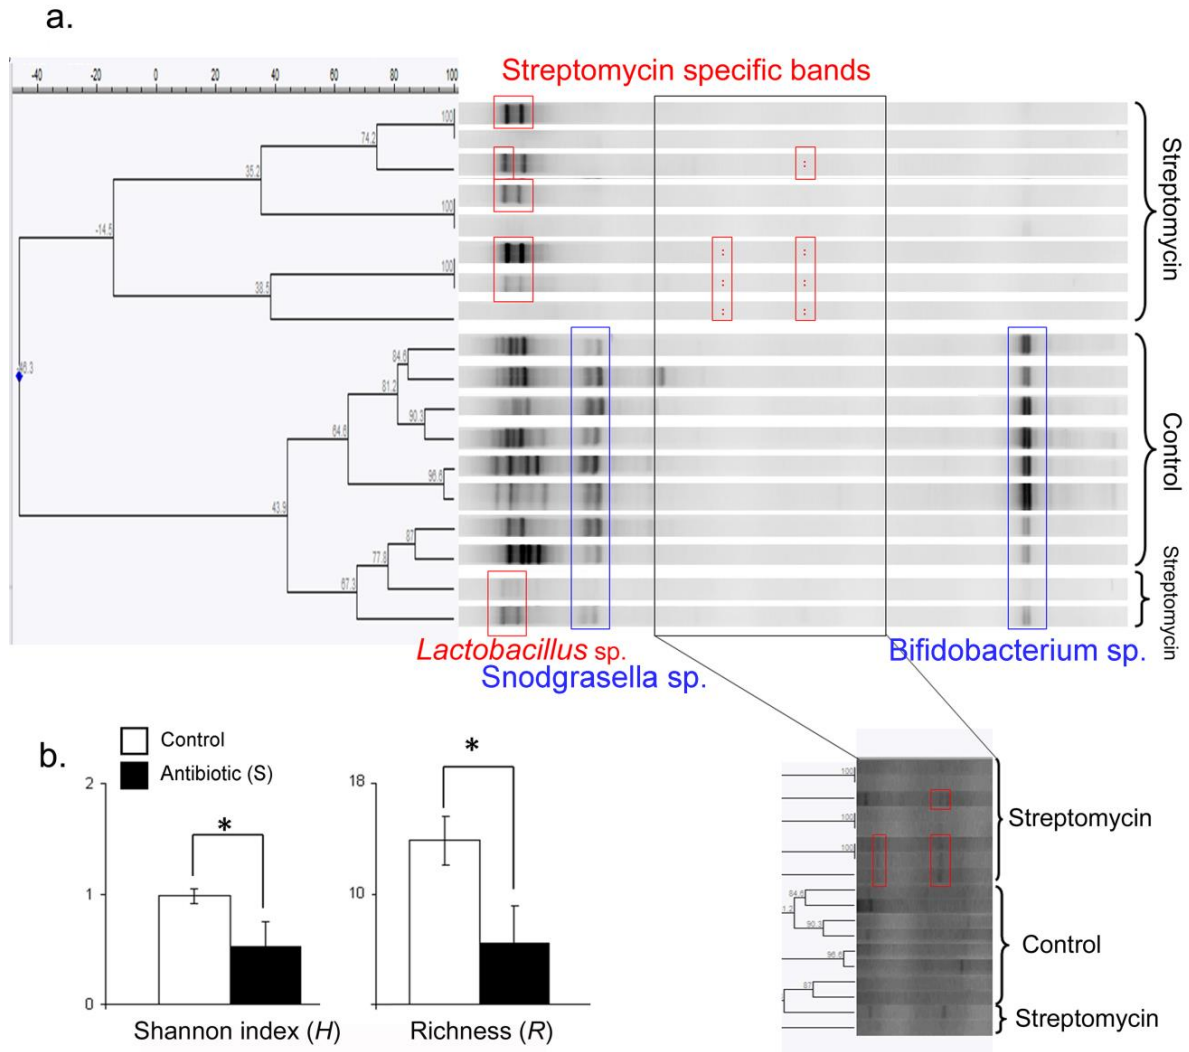 a.
-40 -20 0 20 40 60 80 100
Streptomycin specific bands
100
74.2
35.2
100
-14.5
100
38.5
84.6
81.2
90.3
64.6
96.6
43.9
87
77.8
67.3
Streptomycin
Control
Streptomycin
Lactobacillus sp.
Snodgrasella sp.
Bifidobacterium sp.
b.
Control
Antibiotic (S)
2
1
0
*
Shannon index (H)
18
10
*
Richness (R)
100
100
100
84.6
1.2
90.3
96.6
87
Streptomycin
Control
Streptomycin